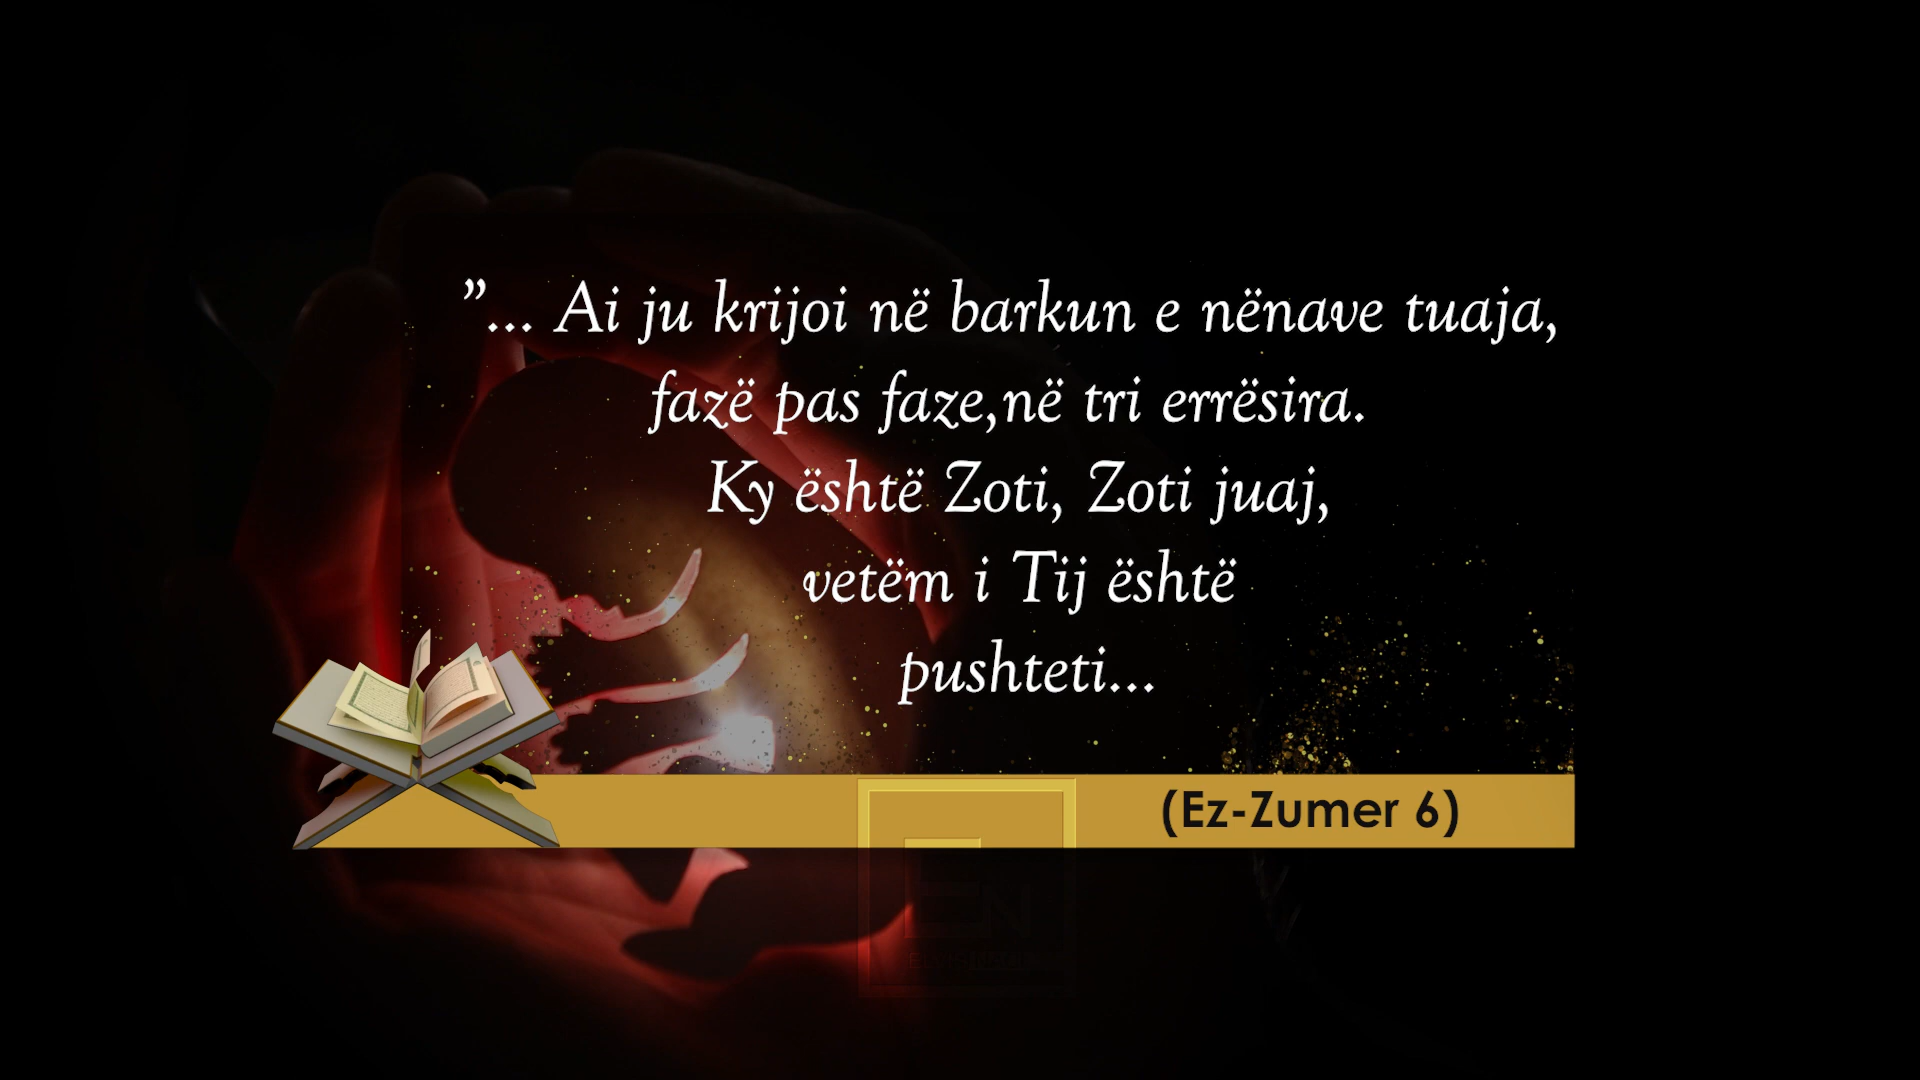 ”... Ai ju krijoi në barkun e nënave tuaja,
fazë pas faze,në tri errësira.
Ky është Zoti, Zoti juaj,
vetëm i Tij është
pushteti...
(Ez-Zumer 6)